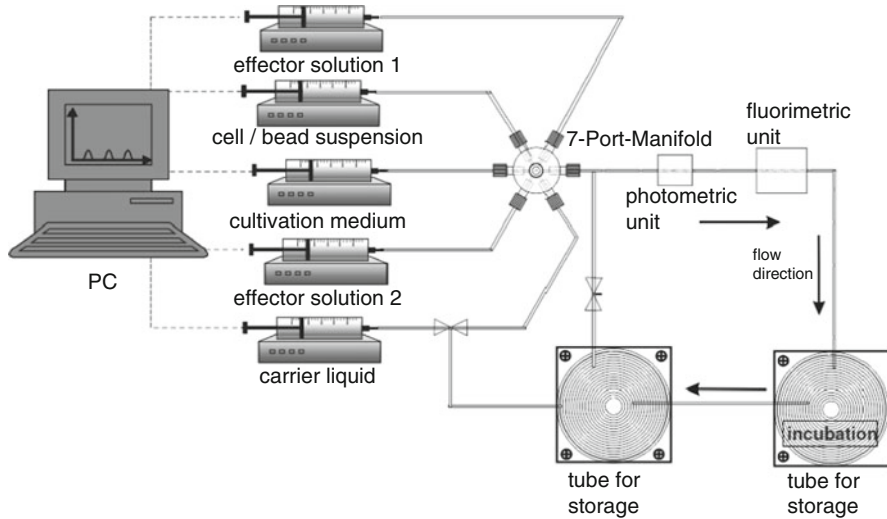 effector solution 1
cell / bead suspension
cultivation medium
effector solution 2
carrier liquid
PC
7-Port-Manifold
photometric
unit
fluorimetric
unit
flow
direction
incubation
tube for
storage
tube for
storage